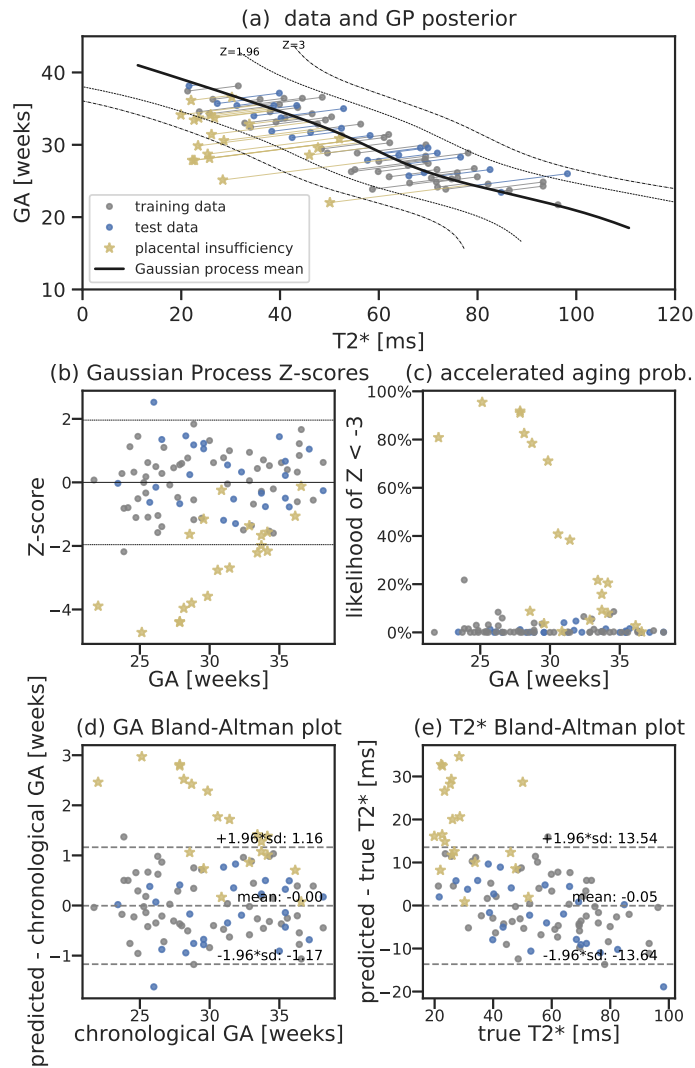 (a)  data and GP posterior
Z=1.96
Z=3
40
30
20
10
GA [weeks]
training data
test data
placental insufficiency
Gaussian process mean
0
20
40
60
80
100
120
T2* [ms]
(b) Gaussian Process Z-scores
2
0
−2
−4
Z-score
25
30
35
GA [weeks]
(c) accelerated aging prob.
100%
80%
60%
40%
20%
0%
likelihood of Z < -3
25
30
35
GA [weeks]
(d) GA Bland-Altman plot
3
2
1
0
−1
predicted - chronological GA [weeks]
+1.96*sd: 1.16
mean: -0.00
-1.96*sd: -1.17
25
30
35
chronological GA [weeks]
(e) T2* Bland-Altman plot
30
20
10
0
−10
−20
predicted - true T2* [ms]
+1.96*sd: 13.54
mean: -0.05
-1.96*sd: -13.64
20
40
60
80
100
true T2* [ms]